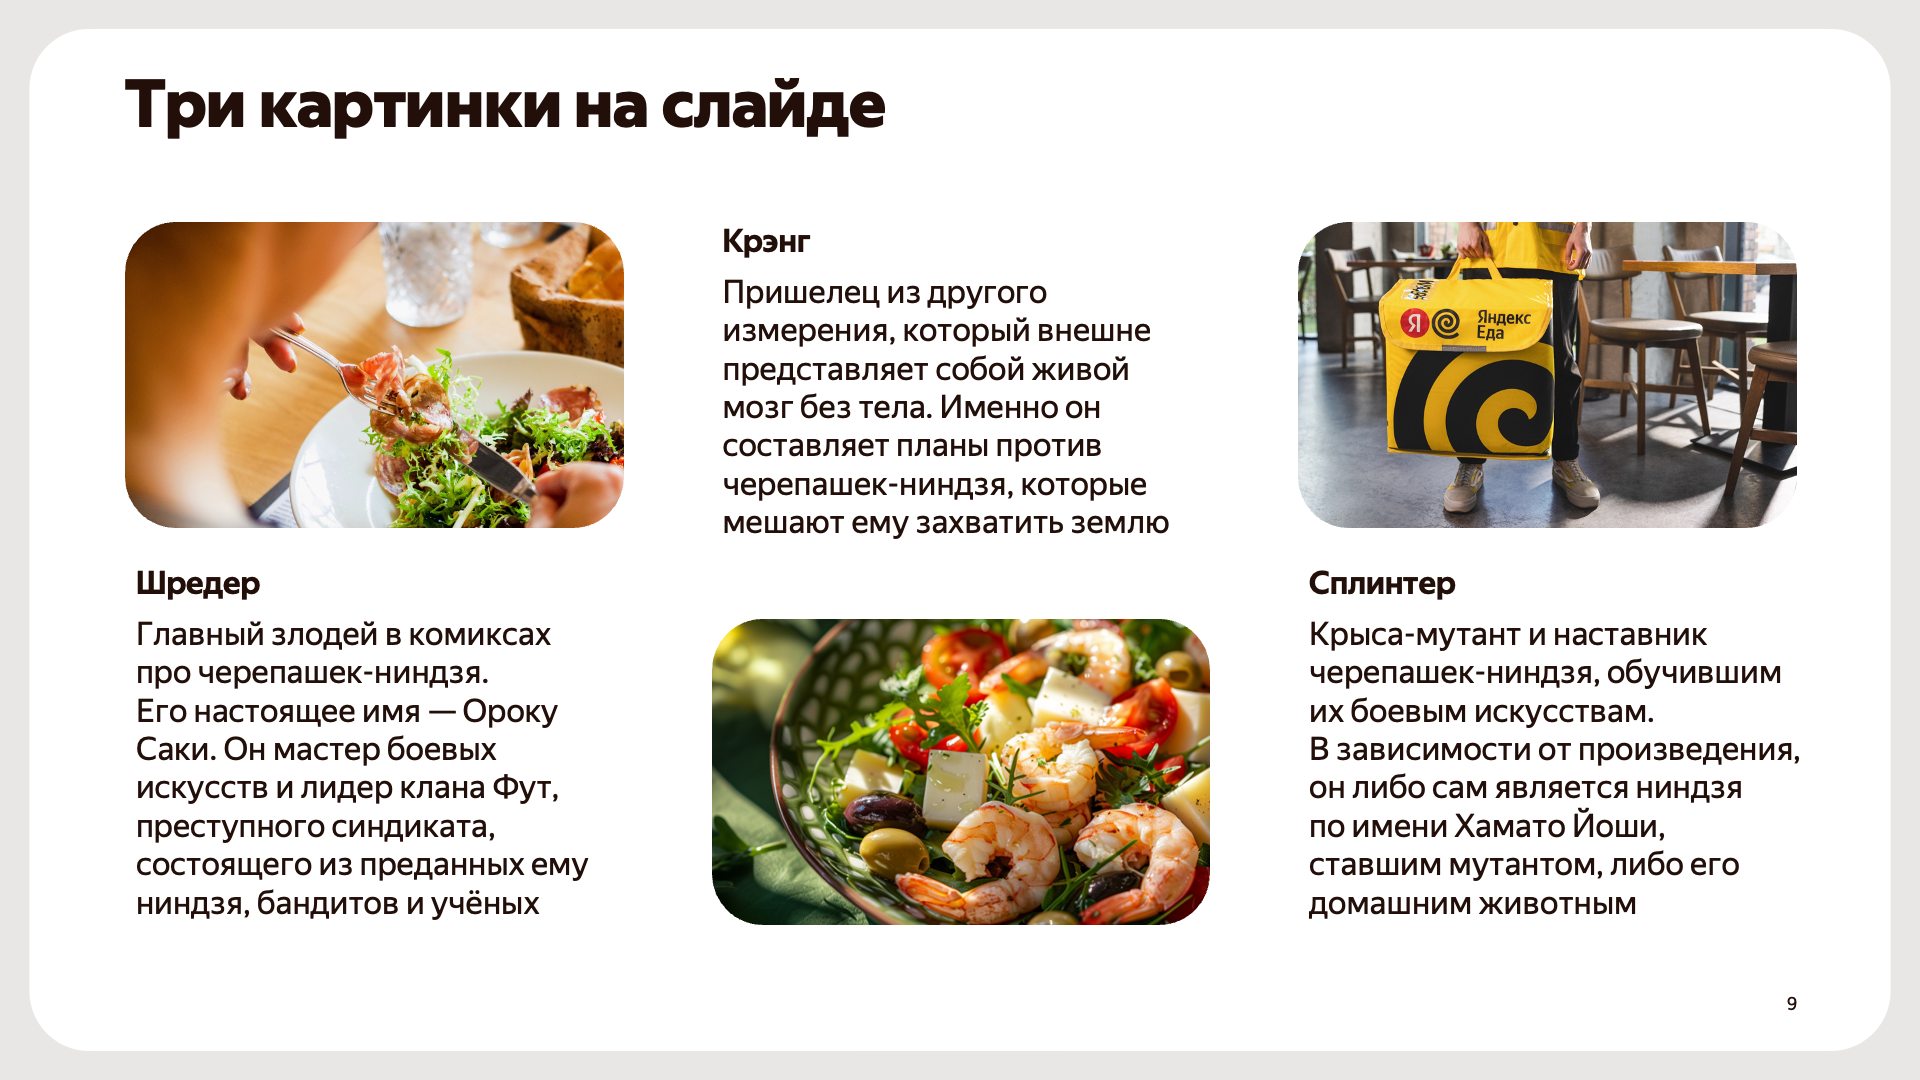 Три картинки на слайде
Шредер
Главный злодей в комиксах
про черепашек-ниндзя.
Его настоящее имя — Ороку
Саки. Он мастер боевых
искусств и лидер клана Фут,
преступного синдиката,
состоящего из преданных ему
ниндзя, бандитов и учёных
Крэнг
Пришелец из другого
измерения, который внешне
представляет собой живой
мозг без тела. Именно он
составляет планы против
черепашек-ниндзя, которые
мешают ему захватить землю
Я
Яндекс
Еда
Сплинтер
Крыса-мутант и наставник
черепашек-ниндзя, обучившим
их боевым искусствам.
В зависимости от произведения,
он либо сам является ниндзя
по имени Хамато Йоши,
ставшим мутантом, либо его
домашним животным
9